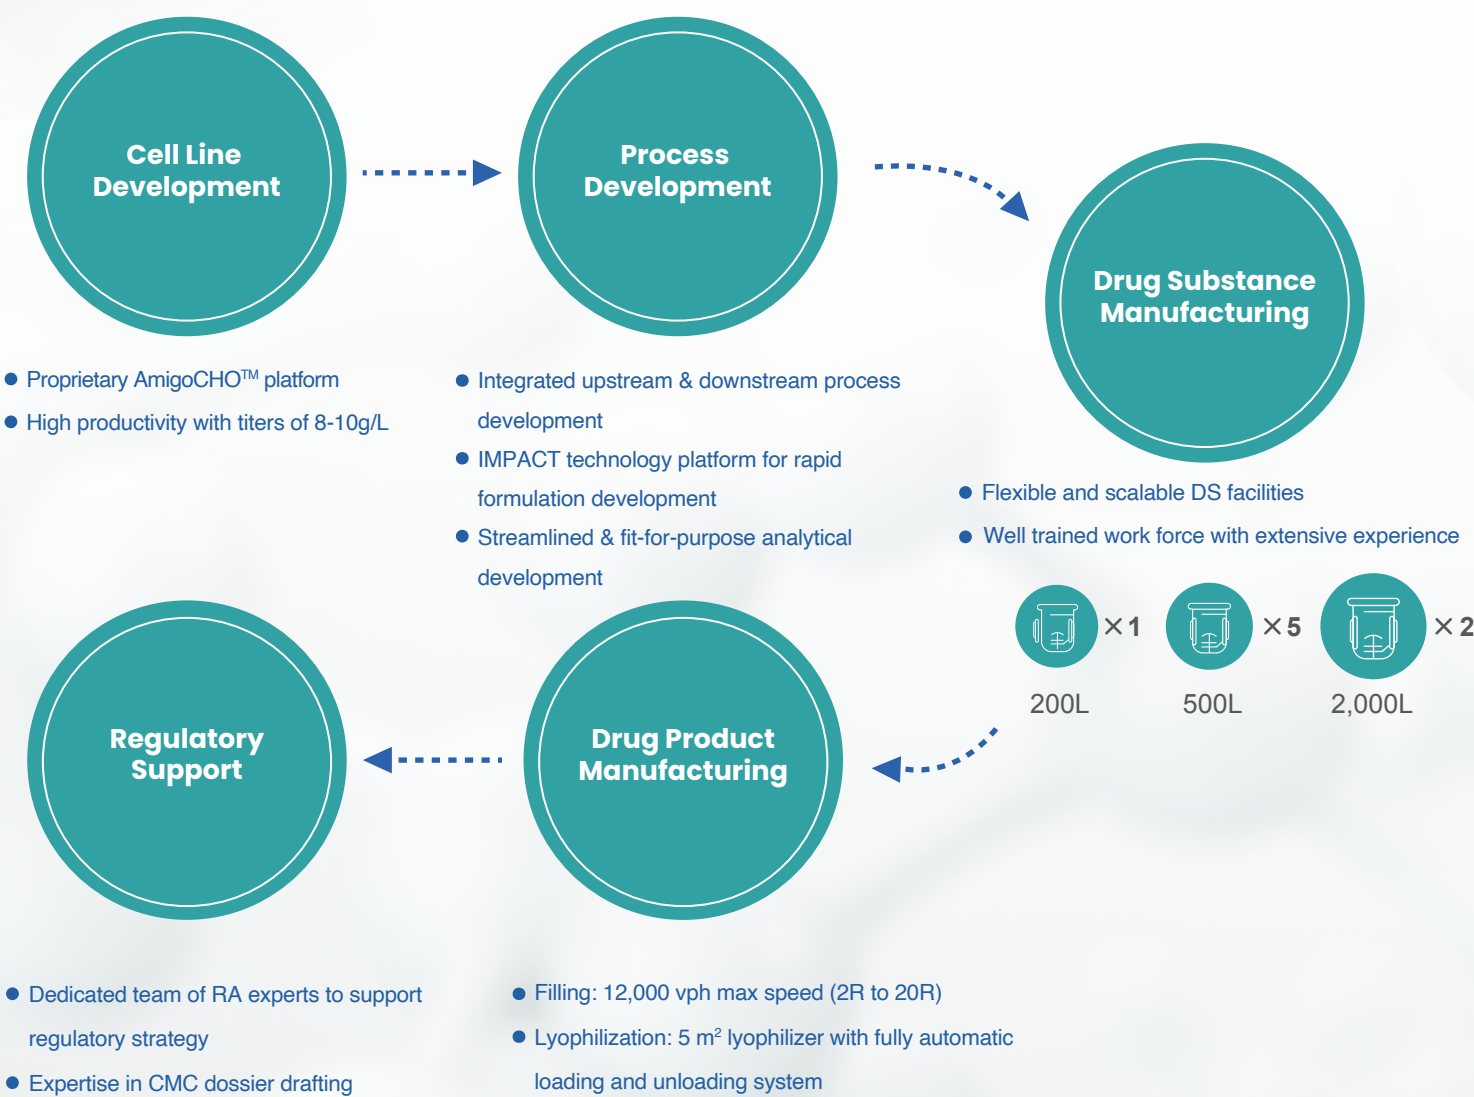 Cell Line
Development
● Proprietary AmigoCHO™ platform
● High productivity with titers of 8-10g/L
Process
Development
● Integrated upstream & downstream process
development
● IMPACT technology platform for rapid
formulation development
● Streamlined & fit-for-purpose analytical
development
Drug Substance
Manufacturing
● Flexible and scalable DS facilities
● Well trained work force with extensive experience
×1 ×5 ×2
200L 500L 2,000L
Drug Product
Manufacturing
● Filling: 12,000 vph max speed (2R to 20R)
● Lyophilization: 5 m² lyophilizer with fully automatic
loading and unloading system
Regulatory
Support
● Dedicated team of RA experts to support
regulatory strategy
● Expertise in CMC dossier drafting